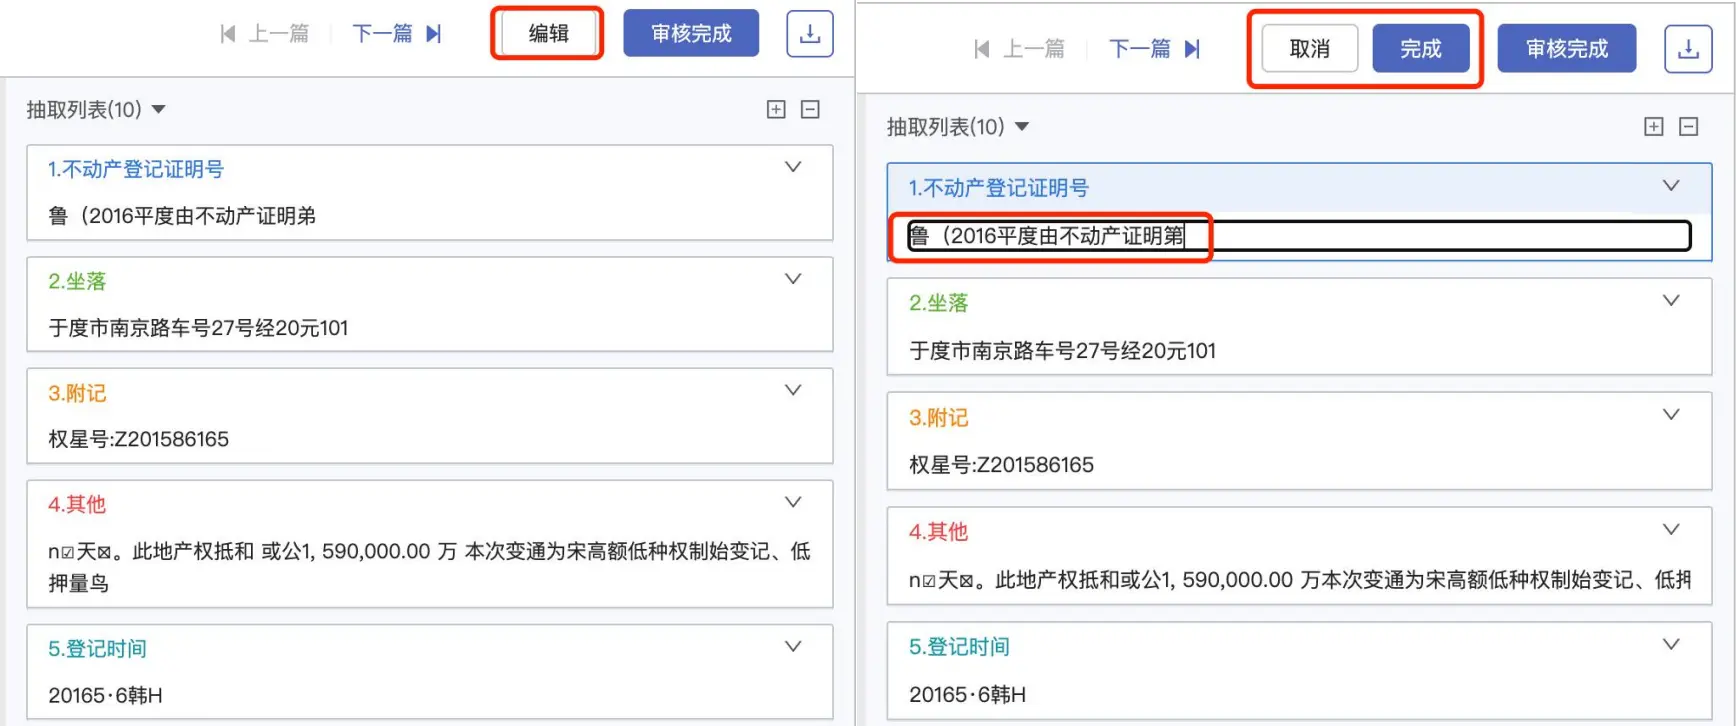 上一篇 下一篇 编辑 审核完成
抽取列表(10)
1.不动产登记证明号
鲁（2016平度由不动产证明弟
2.坐落
于度市南京路车号27号经20元101
3.附记
权星号:Z201586165
4.其他
n☑天☒。此地产权抵和 或公1, 590,000.00 万 本次变通为宋高额低种权制始变记、低
押量鸟
5.登记时间
20165·6韩H
上一篇 下一篇 取消 完成 审核完成
抽取列表(10)
1.不动产登记证明号
鲁（2016平度由不动产证明第
2.坐落
于度市南京路车号27号经20元101
3.附记
权星号:Z201586165
4.其他
n☑天☒。此地产权抵和或公1, 590,000.00 万本次变通为宋高额低种权制始变记、低押
5.登记时间
20165·6韩H